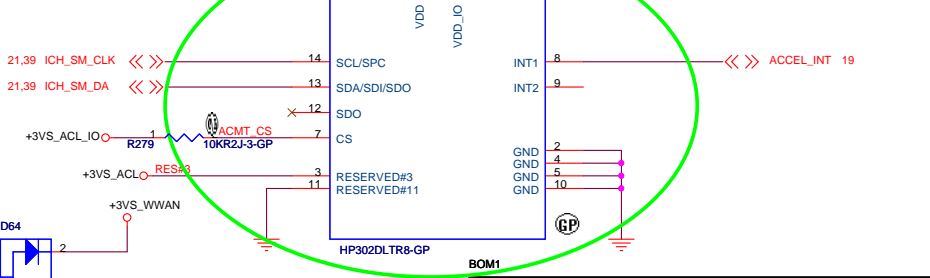 VDD
VDD_IO
21,39 ICH_SM_CLK 14 SCL/SPC INT1 8 ACCEL_INT 19
21,39 ICH_SM_DA 13 SDA/SDI/SDO INT2 9
12 SDO
+3VS_ACL_IO 1 R279 ACMT_CS 10KR2J-3-GP 7 CS
GND 2
GND 4
+3VS_ACL RES#3 3 RESERVED#3 GND 5
11 RESERVED#11 GND 10
+3VS_WWAN
GP
D64
2
HP302DLTR8-GP
BOM1